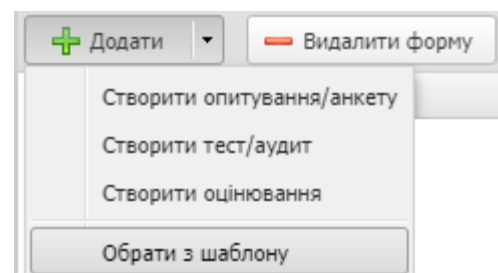 Додати Видалити форму
Створити опитування/анкету
Створити тест/аудит
Створити оцінювання
Обрати з шаблону